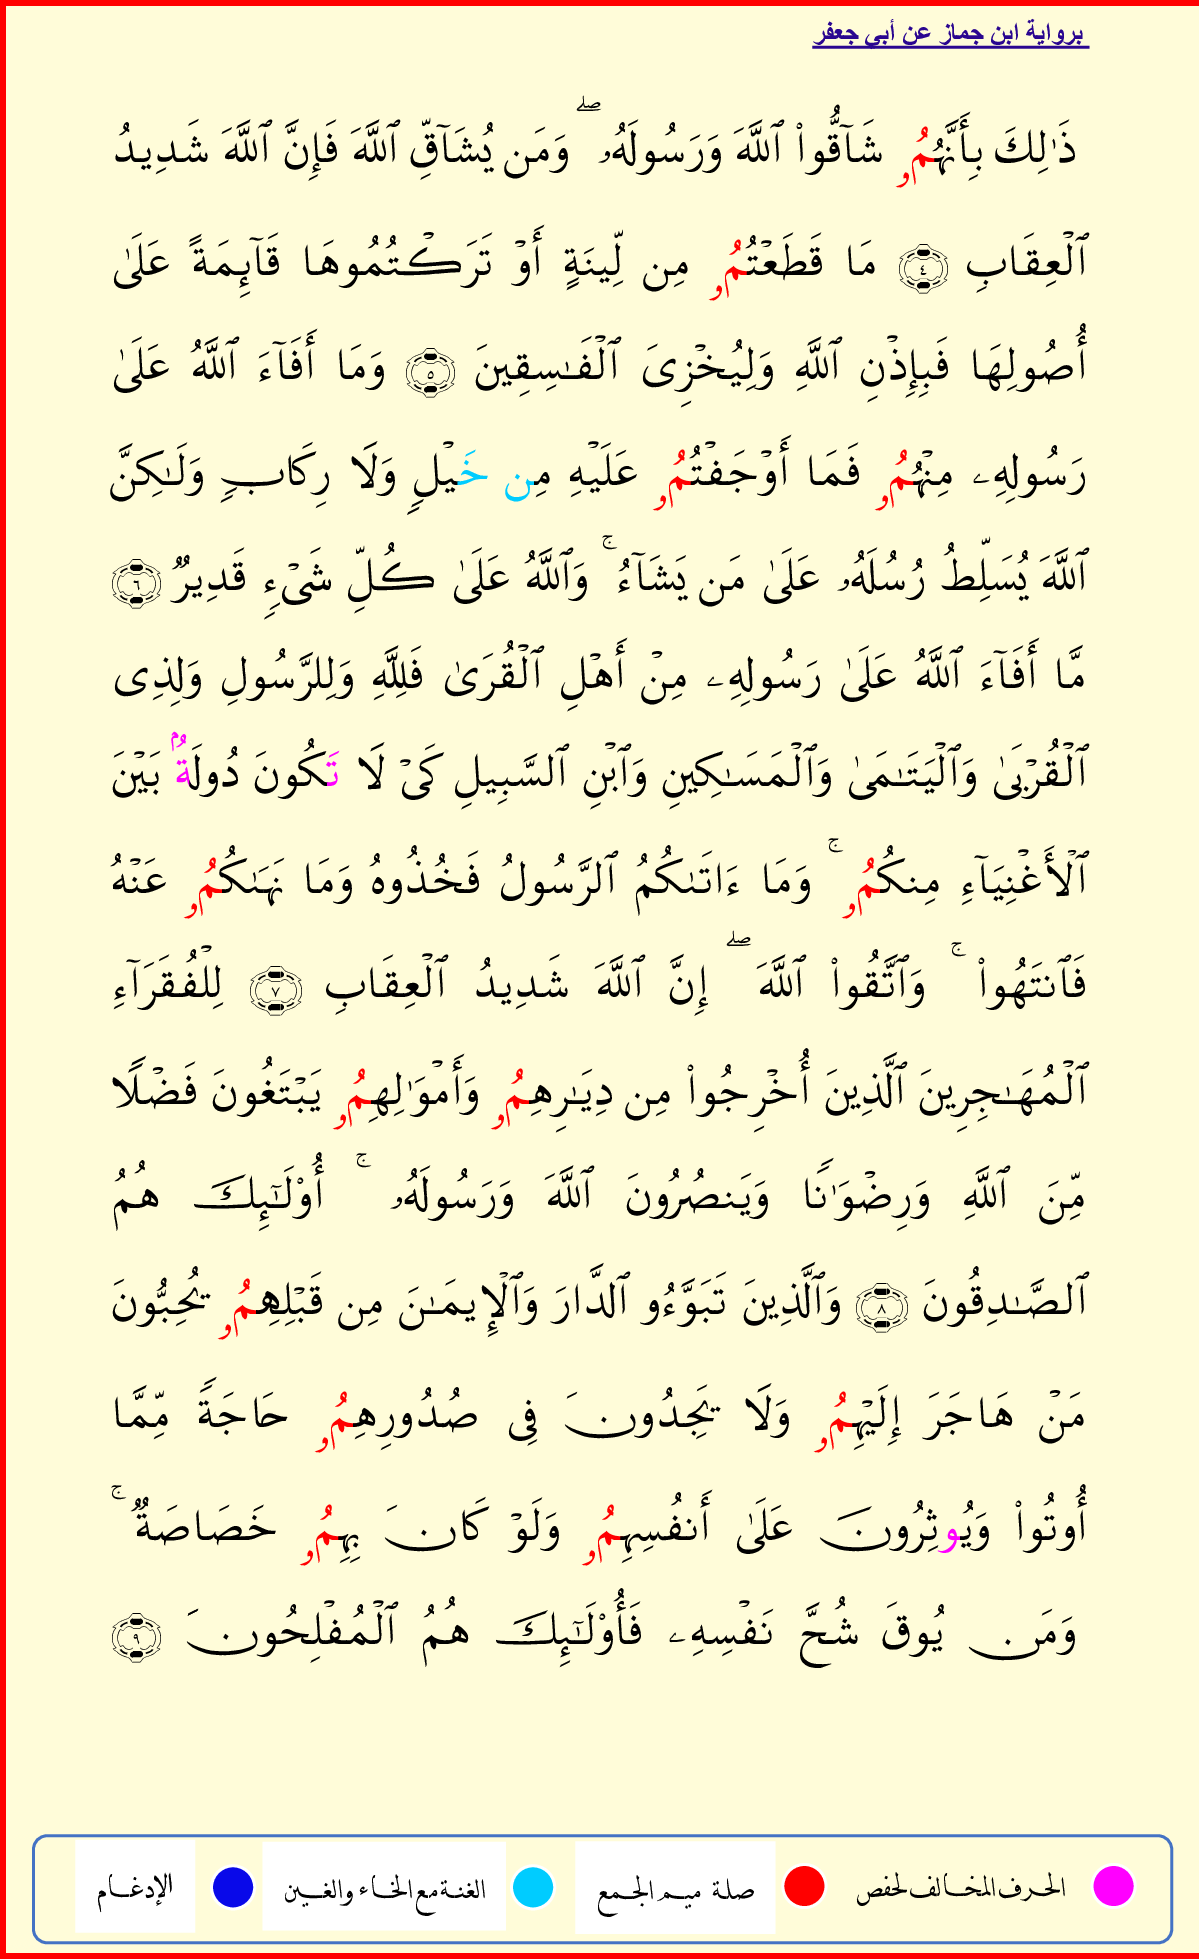 برواية ابن جماز عن أبي جعفر
ذَٰلِكَ بِأَنَّهُمُۥ شَآقُّوا۟ ٱللَّهَ وَرَسُولَهُۥ ۖ وَمَن يُشَآقِّ ٱللَّهَ فَإِنَّ ٱللَّهَ شَدِيدُ
ٱلْعِقَابِ ٤ مَا قَطَعْتُمُۥ مِن لِّينَةٍ أَوْ تَرَكْتُمُوهَا قَآئِمَةً عَلَىٰ
أُصُولِهَا فَبِإِذْنِ ٱللَّهِ وَلِيُخْزِىَ ٱلْفَـٰسِقِينَ ٥ وَمَا أَفَآءَ ٱللَّهُ عَلَىٰ
رَسُولِهِۦ مِنْهُمُۥ فَمَا أَوْجَفْتُمُۥ عَلَيْهِ مِن خَيْلٍ وَلَا رِكَابٍ وَلَـٰكِنَّ
ٱللَّهَ يُسَلِّطُ رُسُلَهُۥ عَلَىٰ مَن يَشَآءُ ۚ وَٱللَّهُ عَلَىٰ كُلِّ شَىْءٍ قَدِيرٌ ٦
مَّا أَفَآءَ ٱللَّهُ عَلَىٰ رَسُولِهِۦ مِنْ أَهْلِ ٱلْقُرَىٰ فَلِلَّهِ وَلِلرَّسُولِ وَلِذِى
ٱلْقُرْبَىٰ وَٱلْيَتَـٰمَىٰ وَٱلْمَسَـٰكِينِ وَٱبْنِ ٱلسَّبِيلِ كَىْ لَا تَكُونَ دُولَةُۢ بَيْنَ
ٱلْأَغْنِيَآءِ مِنكُمُۥ ۚ وَمَا ءَاتَىٰكُمُ ٱلرَّسُولُ فَخُذُوهُ وَمَا نَهَىٰكُمُۥ عَنْهُ
فَٱنتَهُوا۟ ۚ وَٱتَّقُوا۟ ٱللَّهَ ۖ إِنَّ ٱللَّهَ شَدِيدُ ٱلْعِقَابِ ٧ لِلْفُقَرَآءِ
ٱلْمُهَـٰجِرِينَ ٱلَّذِينَ أُخْرِجُوا۟ مِن دِيَـٰرِهِمُۥ وَأَمْوَٰلِهِمُۥ يَبْتَغُونَ فَضْلًا
مِّنَ ٱللَّهِ وَرِضْوَٰنًا وَيَنصُرُونَ ٱللَّهَ وَرَسُولَهُۥ ۚ أُو۟لَـٰٓئِكَ هُمُ
ٱلصَّـٰدِقُونَ ٨ وَٱلَّذِينَ تَبَوَّءُو ٱلدَّارَ وَٱلْإِيمَـٰنَ مِن قَبْلِهِمُۥ يُحِبُّونَ
مَنْ هَاجَرَ إِلَيْهِمُۥ وَلَا يَجِدُونَ فِى صُدُورِهِمُۥ حَاجَةً مِّمَّا
أُوتُوا۟ وَيُوثِرُونَ عَلَىٰ أَنفُسِهِمُۥ وَلَوْ كَانَ بِهِمُۥ خَصَاصَةٌ ۚ
وَمَن يُوقَ شُحَّ نَفْسِهِۦ فَأُو۟لَـٰٓئِكَ هُمُ ٱلْمُفْلِحُونَ ٩
الحرف المخالف لحفص صلة ميم الجمع الغنة مع الخاء والغين الإدغام